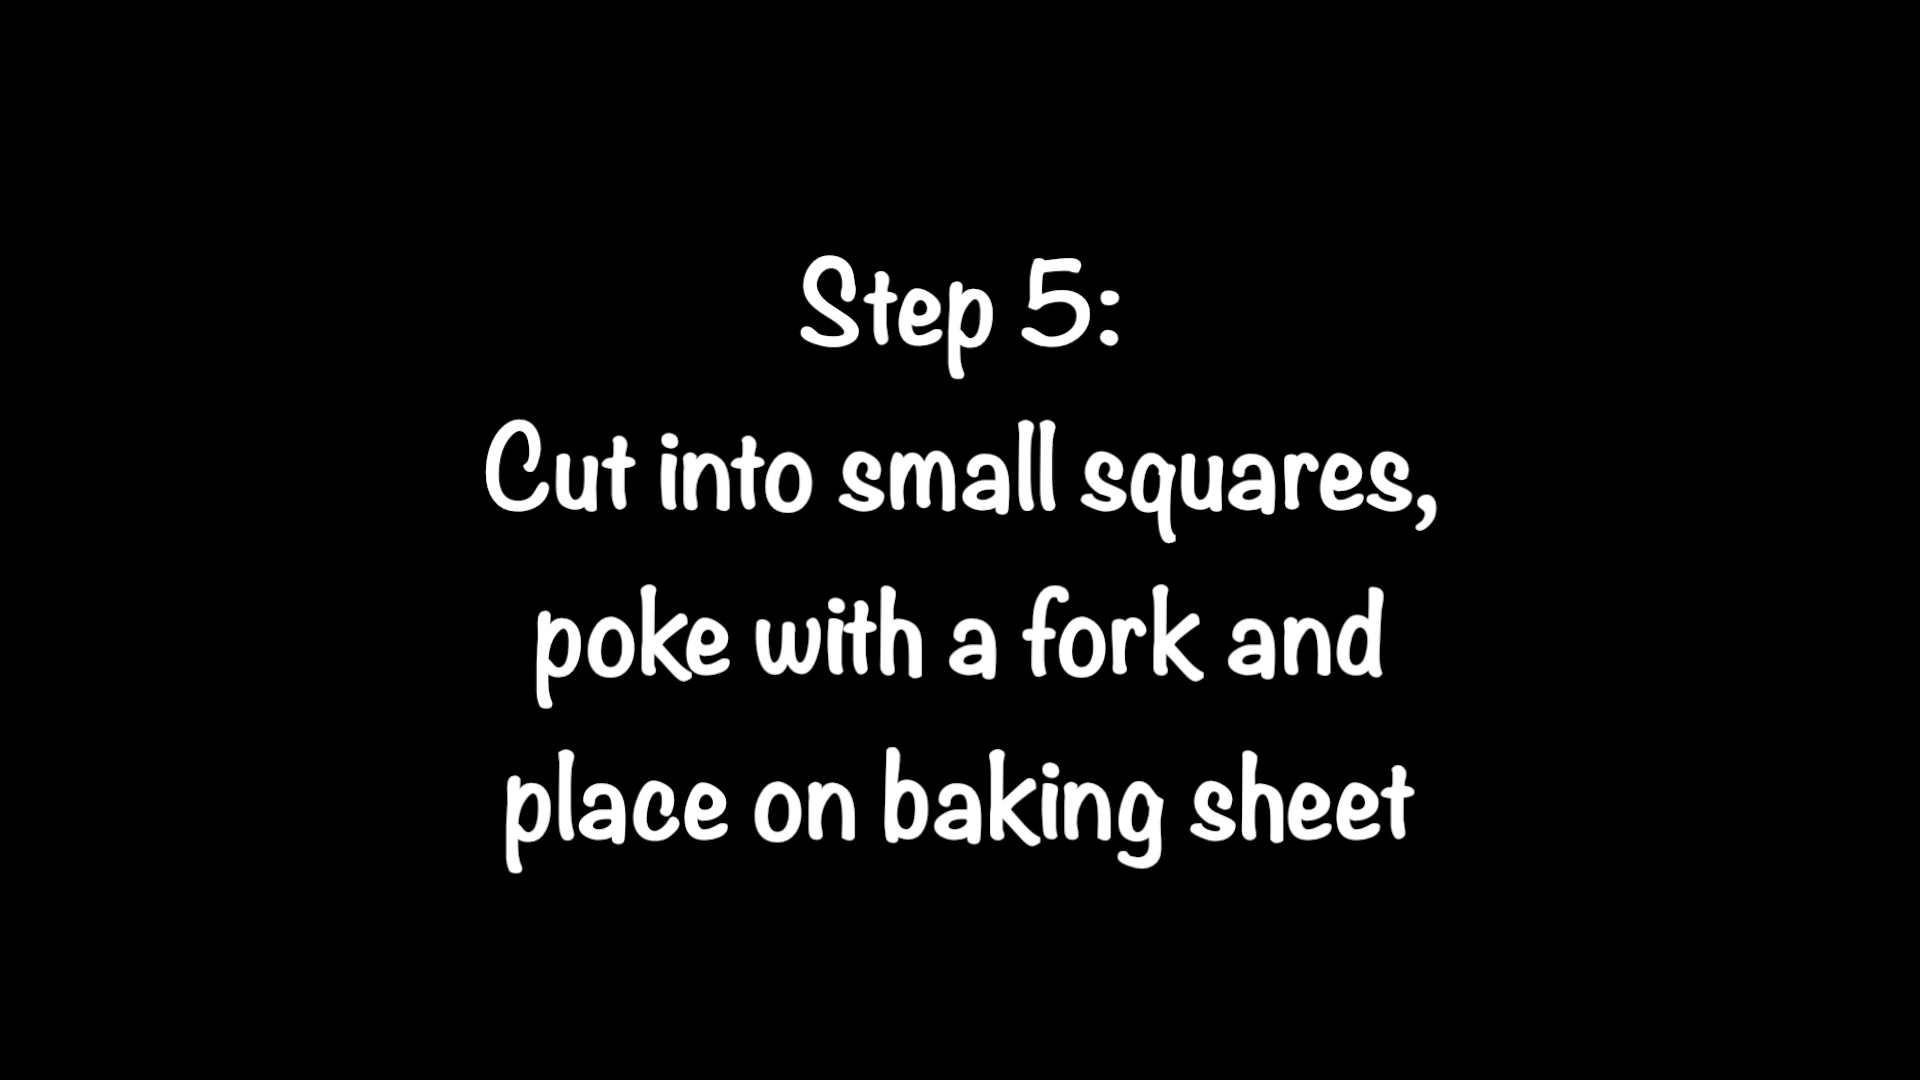 Step 5:
Cut into small squares,
poke with a fork and
place on baking sheet